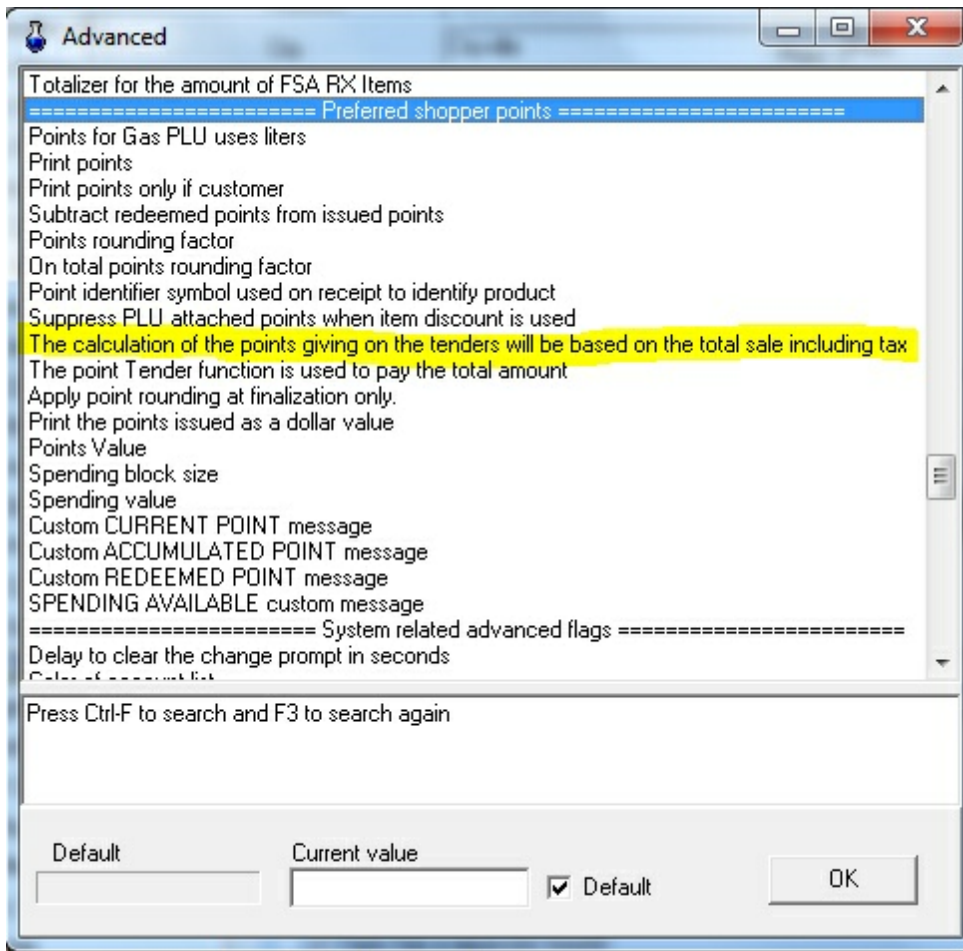 Advanced
Totalizer for the amount of FSA RX Items
======================== Preferred shopper points ========================
Points for Gas PLU uses liters
Print points
Print points only if customer
Subtract redeemed points from issued points
Points rounding factor
On total points rounding factor
Point identifier symbol used on receipt to identify product
Suppress PLU attached points when item discount is used
The calculation of the points giving on the tenders will be based on the total sale including tax
The point Tender function is used to pay the total amount
Apply point rounding at finalization only.
Print the points issued as a dollar value
Points Value
Spending block size
Spending value
Custom CURRENT POINT message
Custom ACCUMULATED POINT message
Custom REDEEMED POINT message
SPENDING AVAILABLE custom message
======================== System related advanced flags ========================
Delay to clear the change prompt in seconds
Press Ctrl-F to search and F3 to search again
Default
Current value
Default
OK